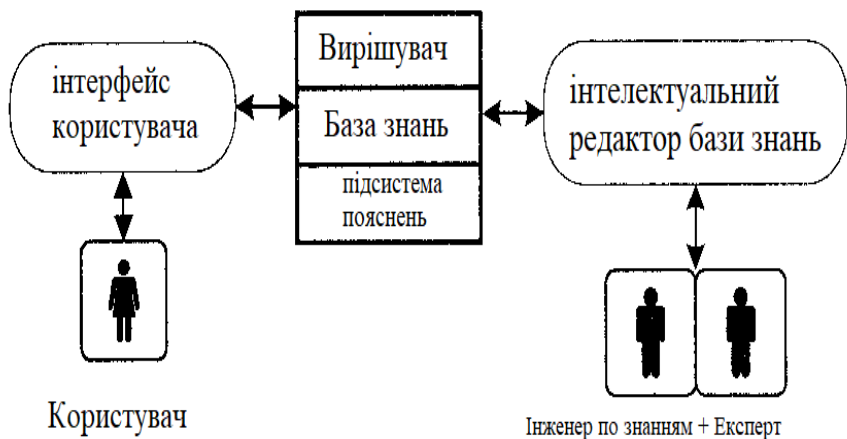 інтерфейс
користувача
Вирішувач
База знань
підсистема
пояснень
інтелектуальний
редактор бази знань
Користувач
Інженер по знанням + Експерт